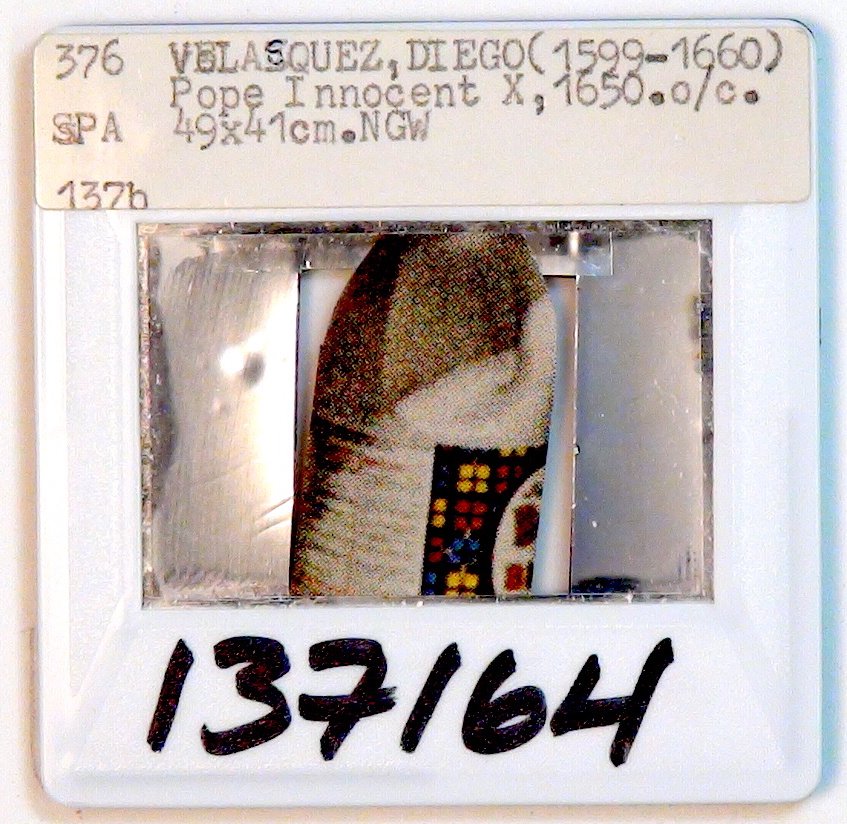 376 VELASQUEZ,DIEGO(1599-1660)
Pope Innocent X,1650.o/c.
SPA 49x41cm.NGW
137b
137164